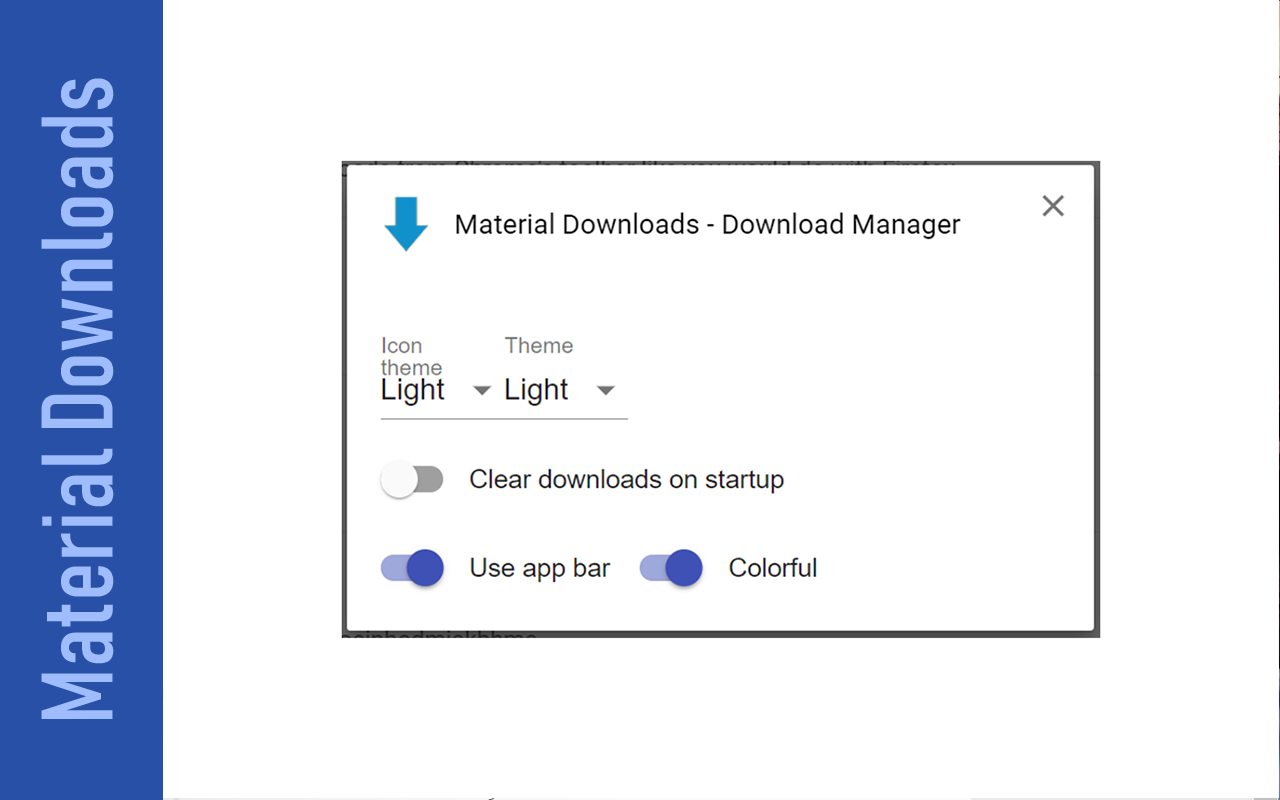 Material Downloads
Material Downloads - Download Manager
Icon
theme
Theme
Light
Light
Clear downloads on startup
Use app bar
Colorful